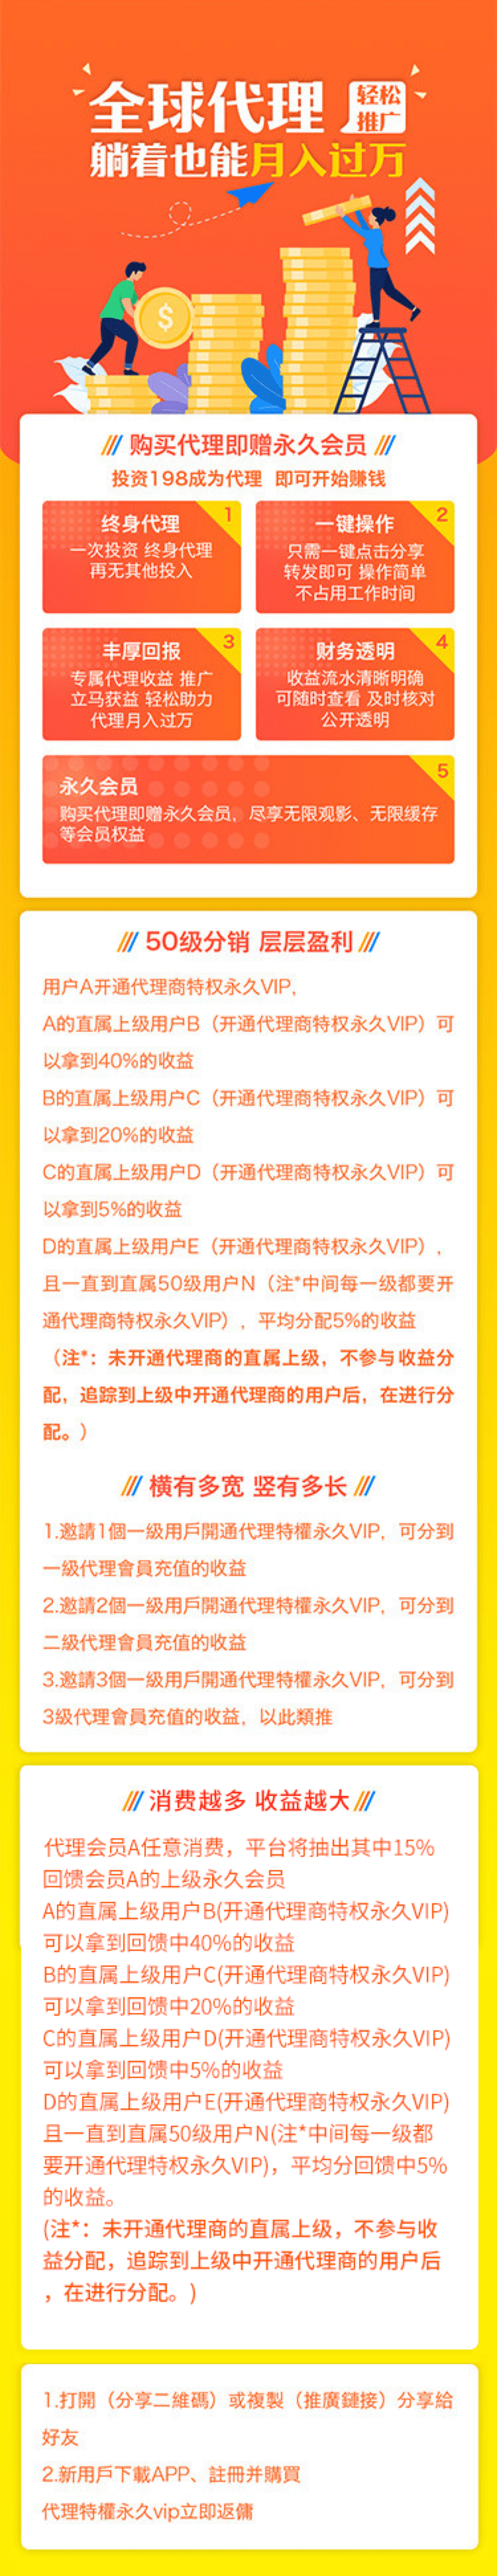 全球代理 轻松推广
躺着也能月入过万
购买代理即赠永久会员
投资198成为代理 即可开始赚钱
终身代理 1
一次投资 终身代理
再无其他投入
一键操作 2
只需一键点击分享
转发即可 操作简单
不占用工作时间
丰厚回报 3
专属代理收益 推广
立马获益 轻松助力
代理月入过万
财务透明 4
收益流水清晰明确
可随时查看 及时核对
公开透明
永久会员 5
购买代理即赠永久会员，尽享无限观影、无限缓存
等会员权益
50级分销 层层盈利
用户A开通代理商特权永久VIP，
A的直属上级用户B（开通代理商特权永久VIP）可
以拿到40%的收益
B的直属上级用户C（开通代理商特权永久VIP）可
以拿到20%的收益
C的直属上级用户D（开通代理商特权永久VIP）可
以拿到5%的收益
D的直属上级用户E（开通代理商特权永久VIP），
且一直到直属50级用户N（注*中间每一级都要开
通代理商特权永久VIP），平均分配5%的收益
（注*：未开通代理商的直属上级，不参与收益分
配，追踪到上级中开通代理商的用户后，在进行分
配。）
横有多宽 竖有多长
1.邀請1個一級用戶開通代理特權永久VIP，可分到
一級代理會員充值的收益
2.邀請2個一級用戶開通代理特權永久VIP，可分到
二級代理會員充值的收益
3.邀請3個一級用戶開通代理特權永久VIP，可分到
3級代理會員充值的收益，以此類推
消费越多 收益越大
代理会员A任意消费，平台将抽出其中15%
回馈会员A的上级永久会员
A的直属上级用户B(开通代理商特权永久VIP)
可以拿到回馈中40%的收益
B的直属上级用户C(开通代理商特权永久VIP)
可以拿到回馈中20%的收益
C的直属上级用户D(开通代理商特权永久VIP)
可以拿到回馈中5%的收益
D的直属上级用户E(开通代理商特权永久VIP)
且一直到直属50级用户N(注*中间每一级都
要开通代理特权永久VIP)，平均分回馈中5%
的收益。
(注*：未开通代理商的直属上级，不参与收
益分配，追踪到上级中开通代理商的用户后
，在进行分配。)
1.打開（分享二維碼）或複製（推廣鏈接）分享給
好友
2.新用戶下載APP、註冊并購買
代理特權永久vip立即返傭